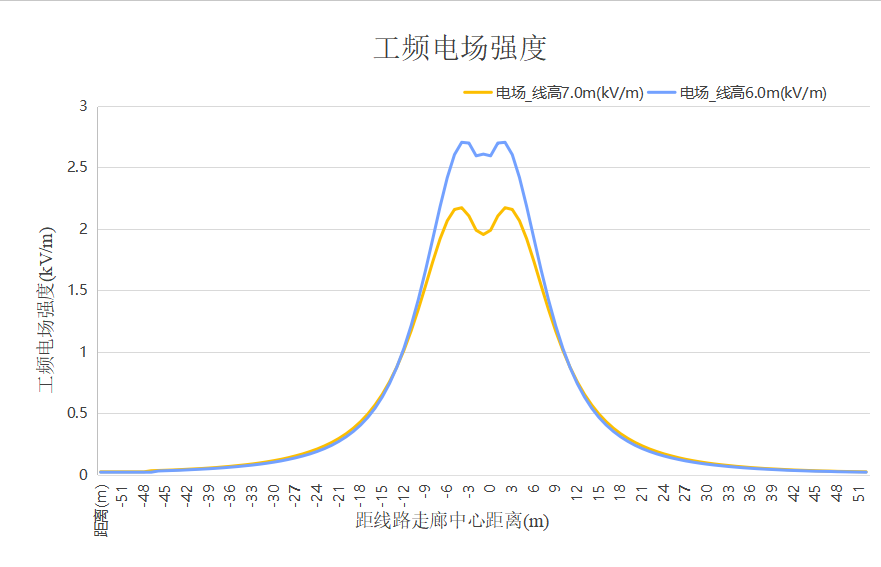 工频电场强度
电场_线高7.0m(kV/m) 电场_线高6.0m(kV/m)
3
2.5
2
1.5
1
0.5
0
工频电场强度(kV/m)
距离(m) -51 -48 -45 -42 -39 -36 -33 -30 -27 -24 -21 -18 -15 -12 -9 -6 -3 0 3 6 9 12 15 18 21 24 27 30 33 36 39 42 45 48 51
距线路走廊中心距离(m)